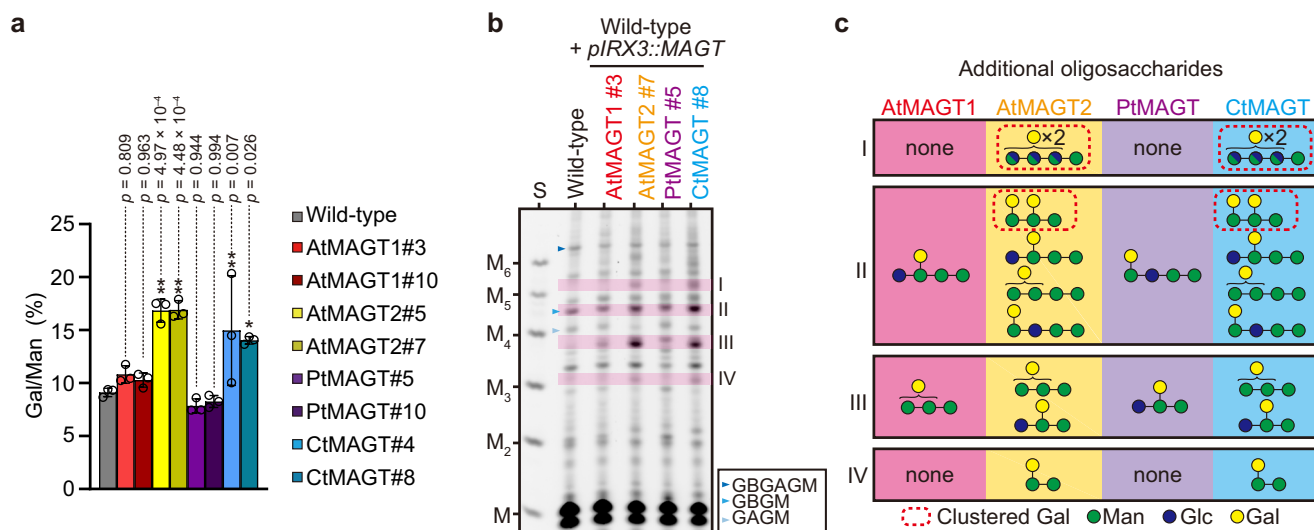 a
p = 0.809
p = 0.963
p = 4.97 × 10⁻⁴
p = 4.48 × 10⁻⁴
p = 0.944
p = 0.994
p = 0.007
p = 0.026
Gal/Man (%)
25
20
15
10
5
0
**
**
**
*
Wild-type
AtMAGT1#3
AtMAGT1#10
AtMAGT2#5
AtMAGT2#7
PtMAGT#5
PtMAGT#10
CtMAGT#4
CtMAGT#8
b
Wild-type
+ pIRX3::MAGT
S
Wild-type
AtMAGT1 #3
AtMAGT2 #7
PtMAGT #5
CtMAGT #8
M₆
M₅
M₄
M₃
M₂
M
I
II
III
IV
GBGAGM
GBGM
GAGM
c
Additional oligosaccharides
AtMAGT1 AtMAGT2 PtMAGT CtMAGT
I none ×2 none ×2
II
III
IV none none
Clustered Gal Man Glc Gal